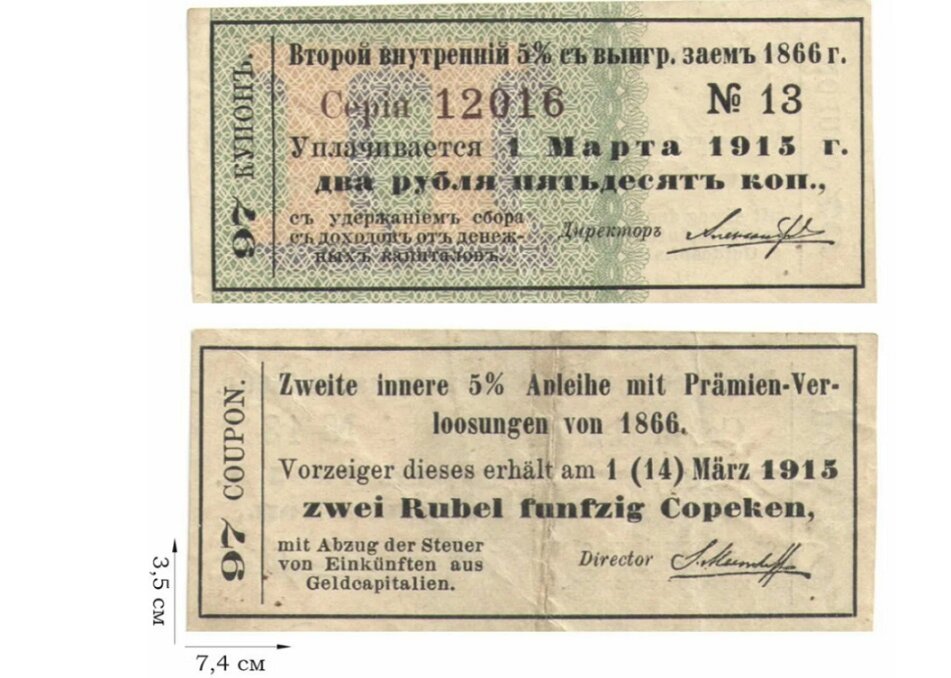 97 КУПОНЪ.
Второй внутренній 5% съ выигр. заемъ 1866 г.
Серія 12016 № 13
Уплачивается 1 Марта 1915 г.
два рубля пятьдесятъ коп.,
съ удержаніемъ сбора
съ доходовъ отъ денеж-
ныхъ капиталовъ.
Директоръ
97 COUPON.
Zweite innere 5% Anleihe mit Prämien-Ver-
loosungen von 1866.
Vorzeiger dieses erhält am 1 (14) März 1915
zwei Rubel funfzig Copeken,
mit Abzug der Steuer
von Einkünften aus
Geldcapitalien.
Director
3,5 см
7,4 см